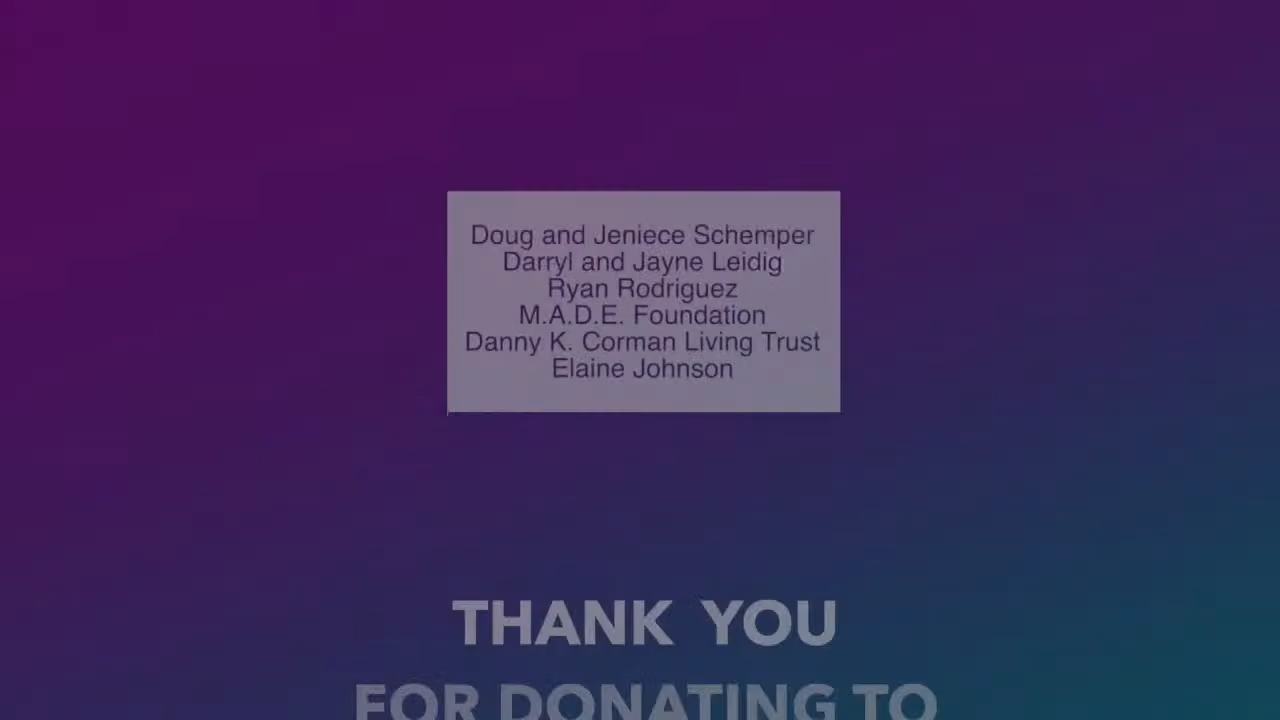 Doug and Jeniece Schemper
Darryl and Jayne Leidig
Ryan Rodriguez
M.A.D.E. Foundation
Danny K. Corman Living Trust
Elaine Johnson
THANK YOU
FOR DONATING TO